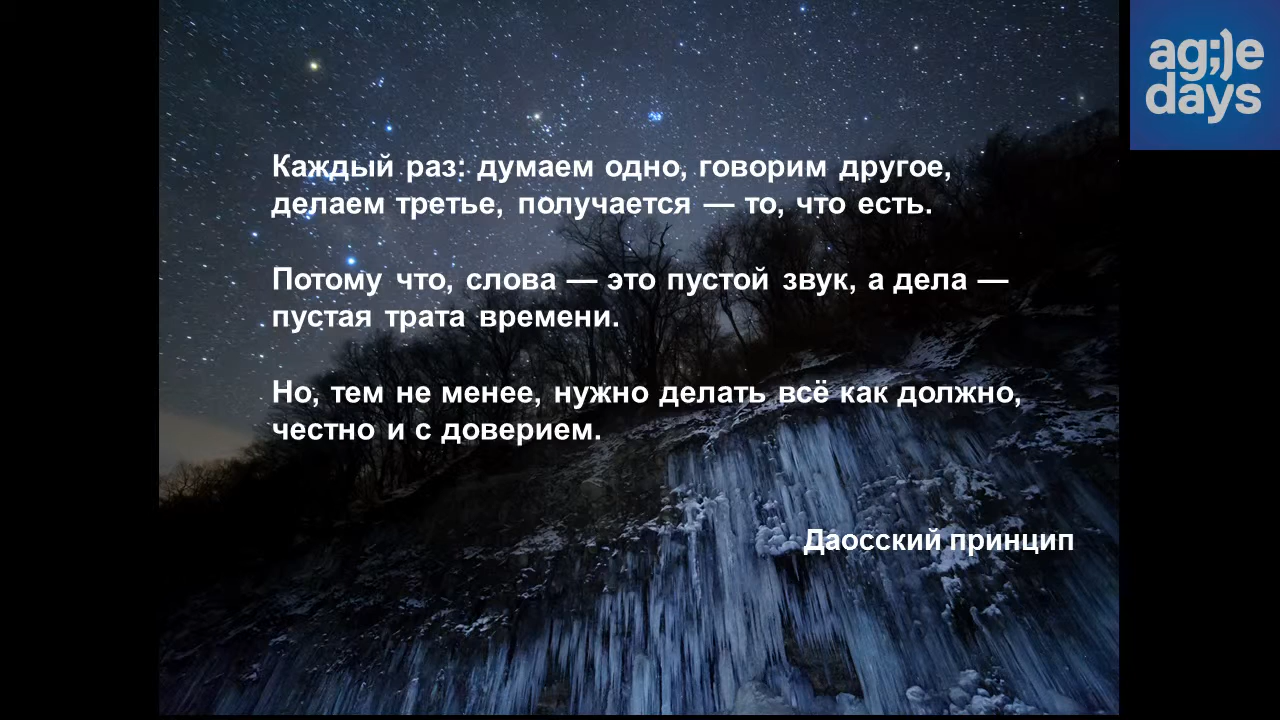 ag;le
days
Каждый раз: думаем одно, говорим другое,
делаем третье, получается — то, что есть.
Потому что, слова — это пустой звук, а дела —
пустая трата времени.
Но, тем не менее, нужно делать всё как должно,
честно и с доверием.
Даосский принцип